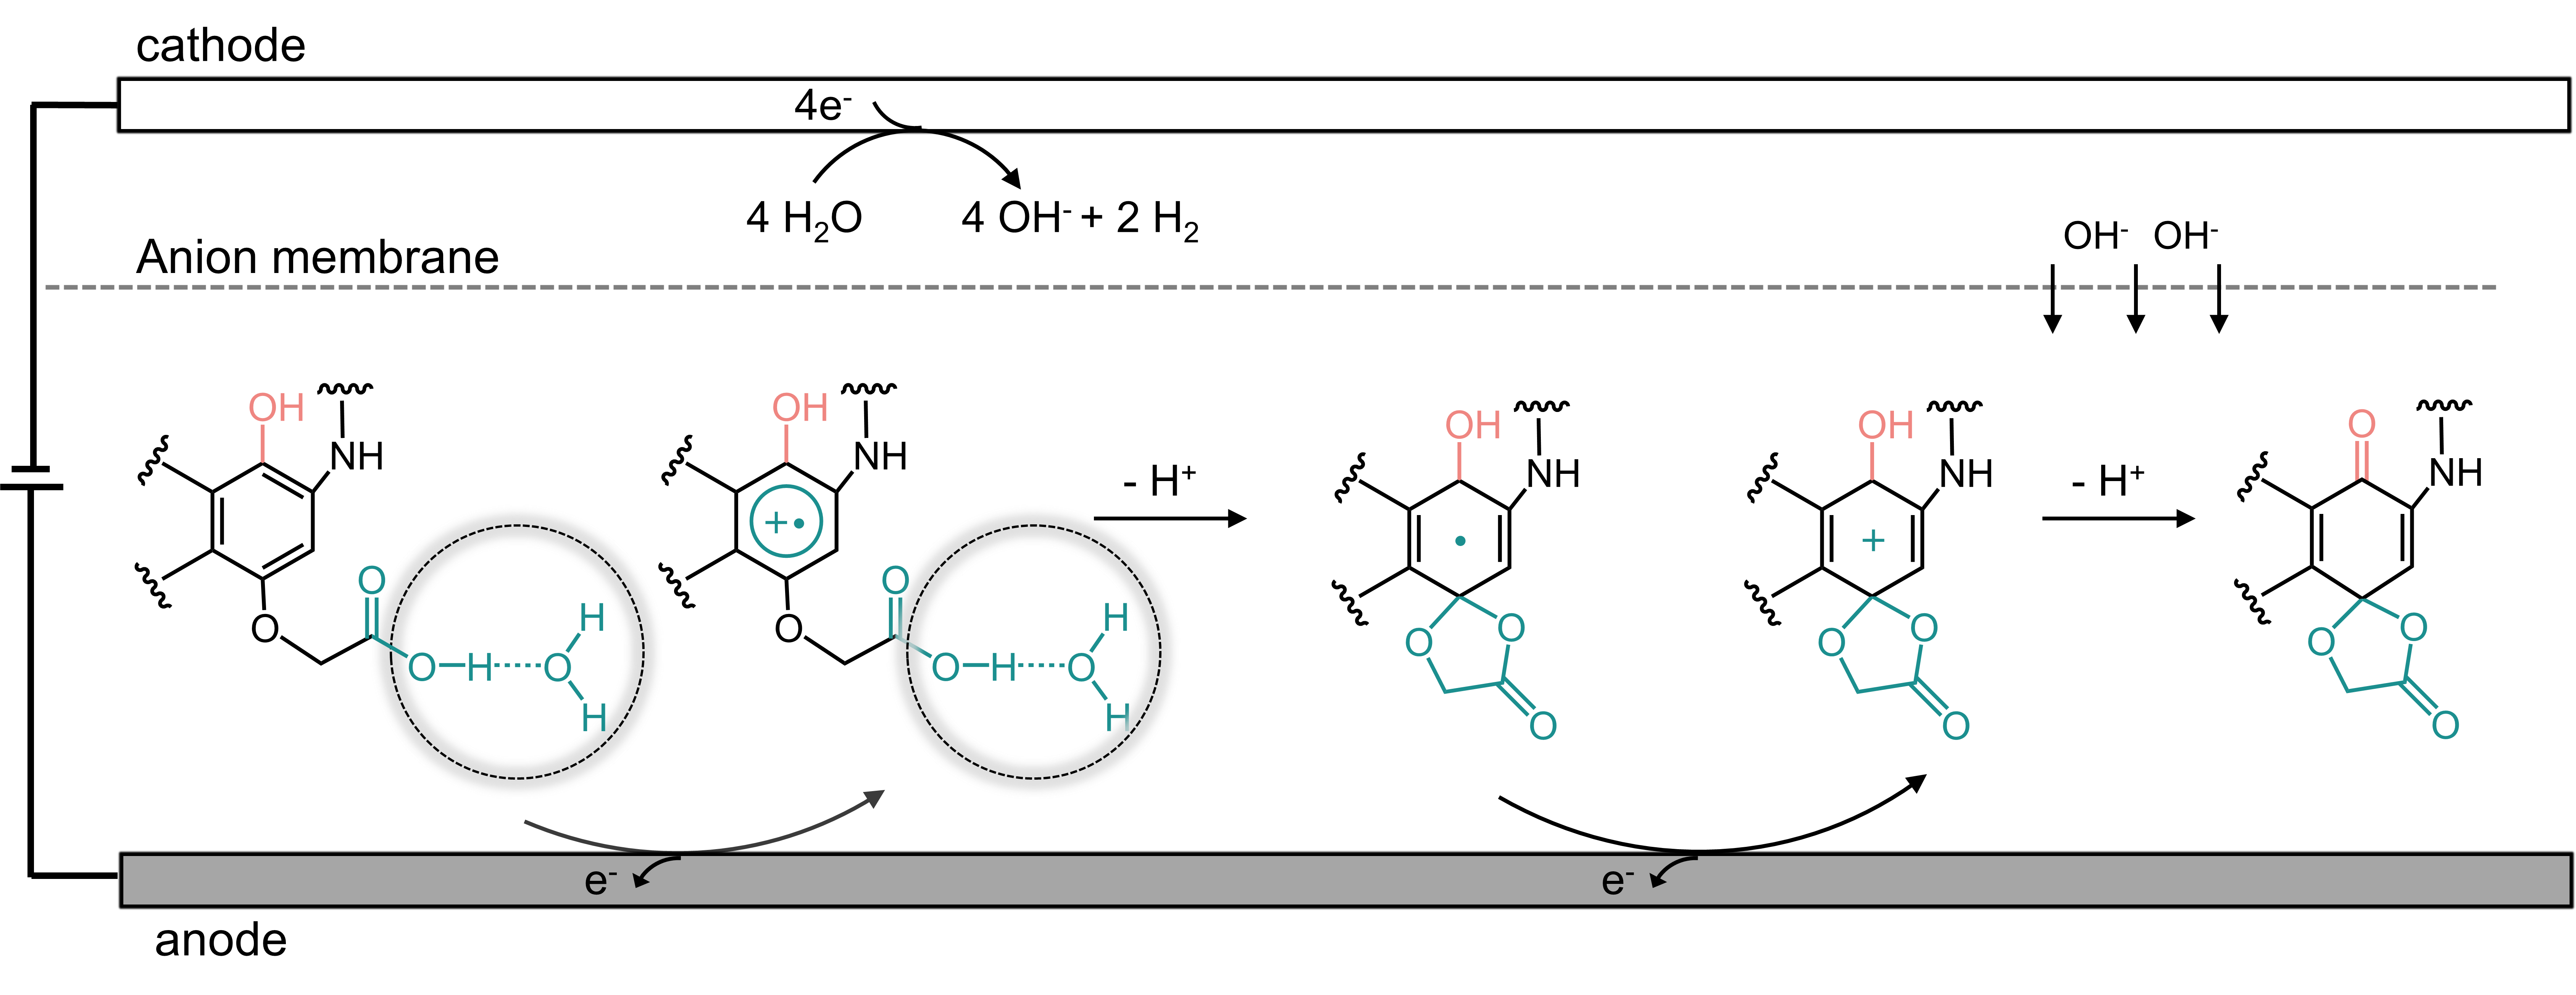 cathode
4e⁻
4 H₂O 4 OH⁻ + 2 H₂
OH⁻ OH⁻
Anion membrane
OH OH OH OH O
NH NH NH NH NH
- H⁺ - H⁺
+• • +
O O
O O O O O O O O
H H
O H O O H O
H H
O O O
e⁻ e⁻
anode